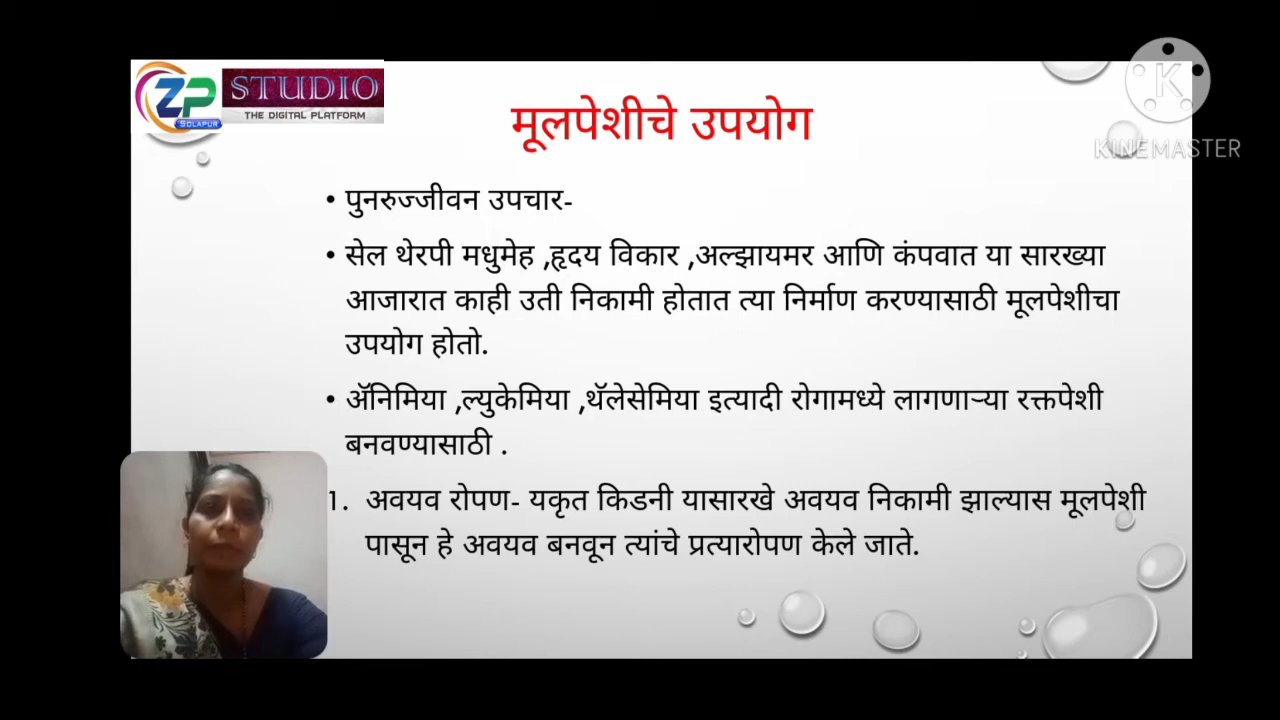 ZP STUDIO
SOLAPUR THE DIGITAL PLATFORM
K
KINEMASTER
मूलपेशीचे उपयोग
• पुनरुज्जीवन उपचार-
• सेल थेरपी मधुमेह ,हृदय विकार ,अल्झायमर आणि कंपवात या सारख्या
आजारात काही उती निकामी होतात त्या निर्माण करण्यासाठी मूलपेशीचा
उपयोग होतो.
• ॲनिमिया ,ल्युकेमिया ,थॅलेसेमिया इत्यादी रोगामध्ये लागणाऱ्या रक्तपेशी
बनवण्यासाठी .
1. अवयव रोपण- यकृत किडनी यासारखे अवयव निकामी झाल्यास मूलपेशी
पासून हे अवयव बनवून त्यांचे प्रत्यारोपण केले जाते.